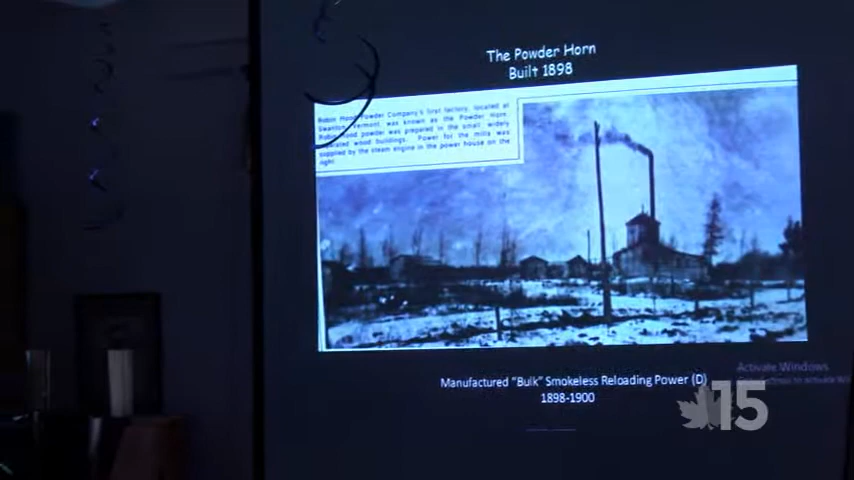 The Powder Horn
Built 1898
Robin Hood Powder Company's first factory, located at
Swanton, Vermont, was known as the Powder Horn.
Robin Hood powder was prepared in the small widely
separated wood buildings. Power for the mills was
supplied by the steam engine in the power house on the
right.
Manufactured "Bulk" Smokeless Reloading Power (D)
1898-1900
Activate Windows
to activate
15